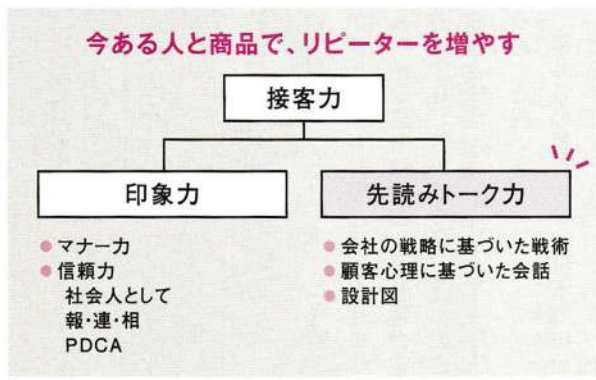 今ある人と商品で、リピーターを増やす
接客力
印象力
先読みトーク力
● マナー力
● 信頼力
社会人として
報・連・相
PDCA
● 会社の戦略に基づいた戦術
● 顧客心理に基づいた会話
● 設計図